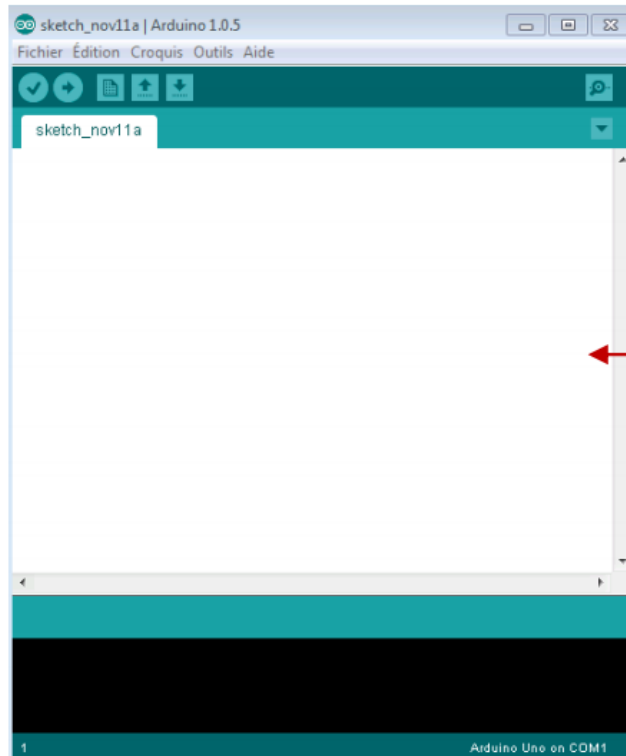 sketch_nov11a | Arduino 1.0.5
Fichier Édition Croquis Outils Aide
sketch_nov11a
1 Arduino Uno on COM1